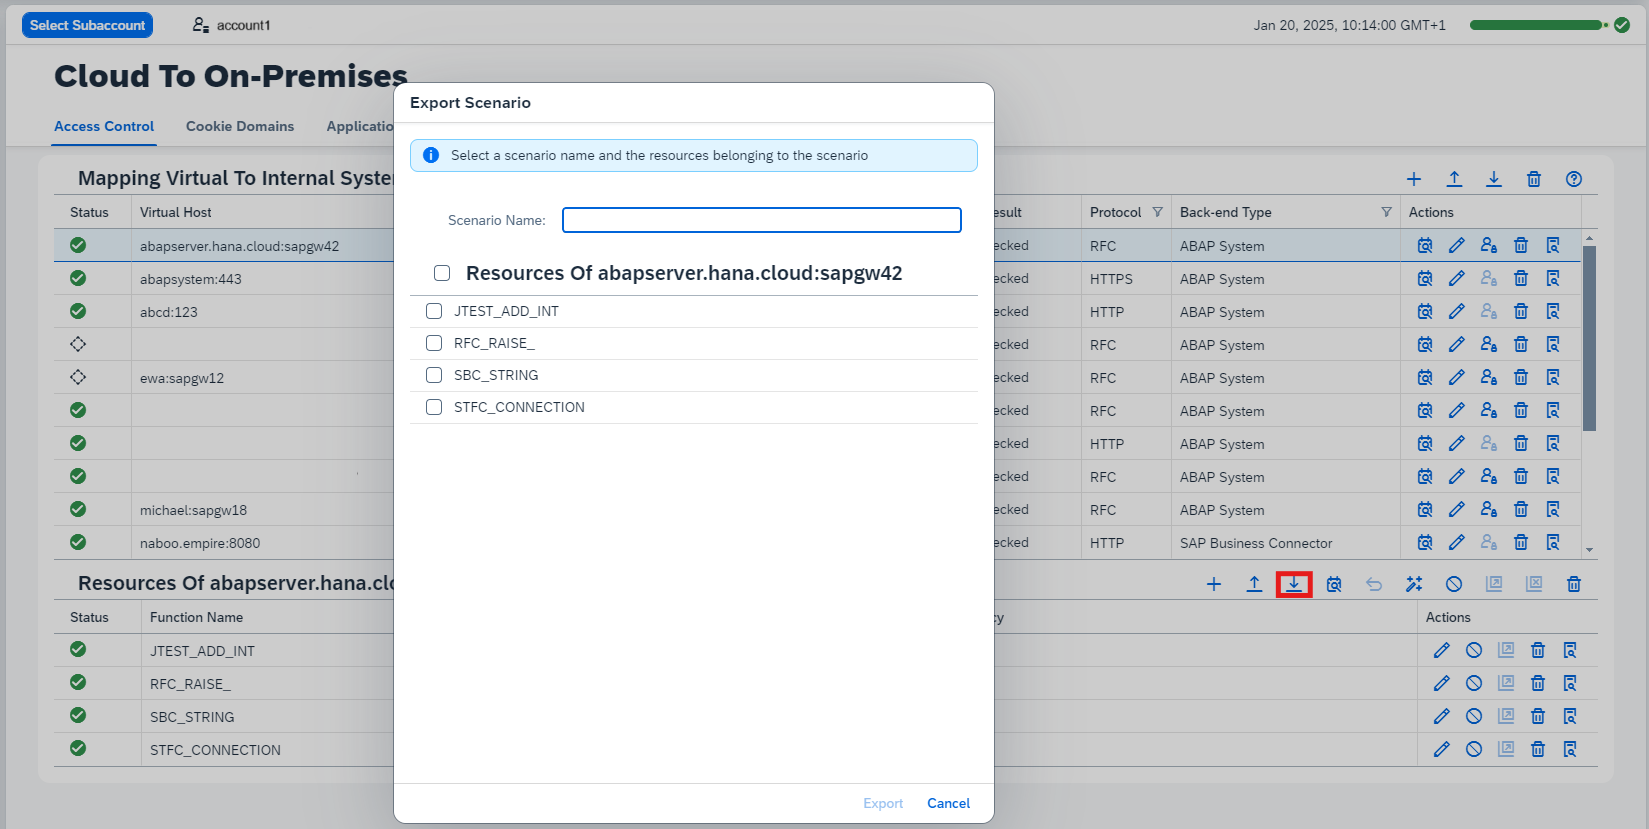 Select Subaccount account1 Jan 20, 2025, 10:14:00 GMT+1
Cloud To On-Premises
Access Control Cookie Domains Applicatio
Export Scenario
Select a scenario name and the resources belonging to the scenario
Scenario Name:
Resources Of abapserver.hana.cloud:sapgw42
JTEST_ADD_INT
RFC_RAISE_
SBC_STRING
STFC_CONNECTION
Export Cancel
Mapping Virtual To Internal Syste
Status Virtual Host esult Protocol Back-end Type Actions
abapserver.hana.cloud:sapgw42 ecked RFC ABAP System
abapsystem:443 ecked HTTPS ABAP System
abcd:123 ecked HTTP ABAP System
ecked RFC ABAP System
ewa:sapgw12 ecked RFC ABAP System
ecked RFC ABAP System
ecked HTTP ABAP System
ecked RFC ABAP System
michael:sapgw18 ecked RFC ABAP System
naboo.empire:8080 ecked HTTP SAP Business Connector
Resources Of abapserver.hana.cl
Status Function Name cy Actions
JTEST_ADD_INT
RFC_RAISE_
SBC_STRING
STFC_CONNECTION